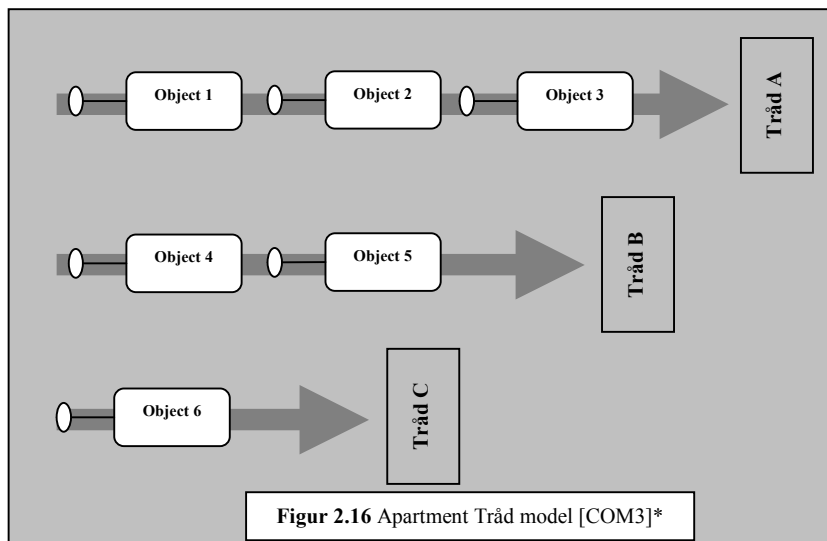 Object 1
Object 2
Object 3
Tråd A
Object 4
Object 5
Tråd B
Object 6
Tråd C
Figur 2.16 Apartment Tråd model [COM3]*